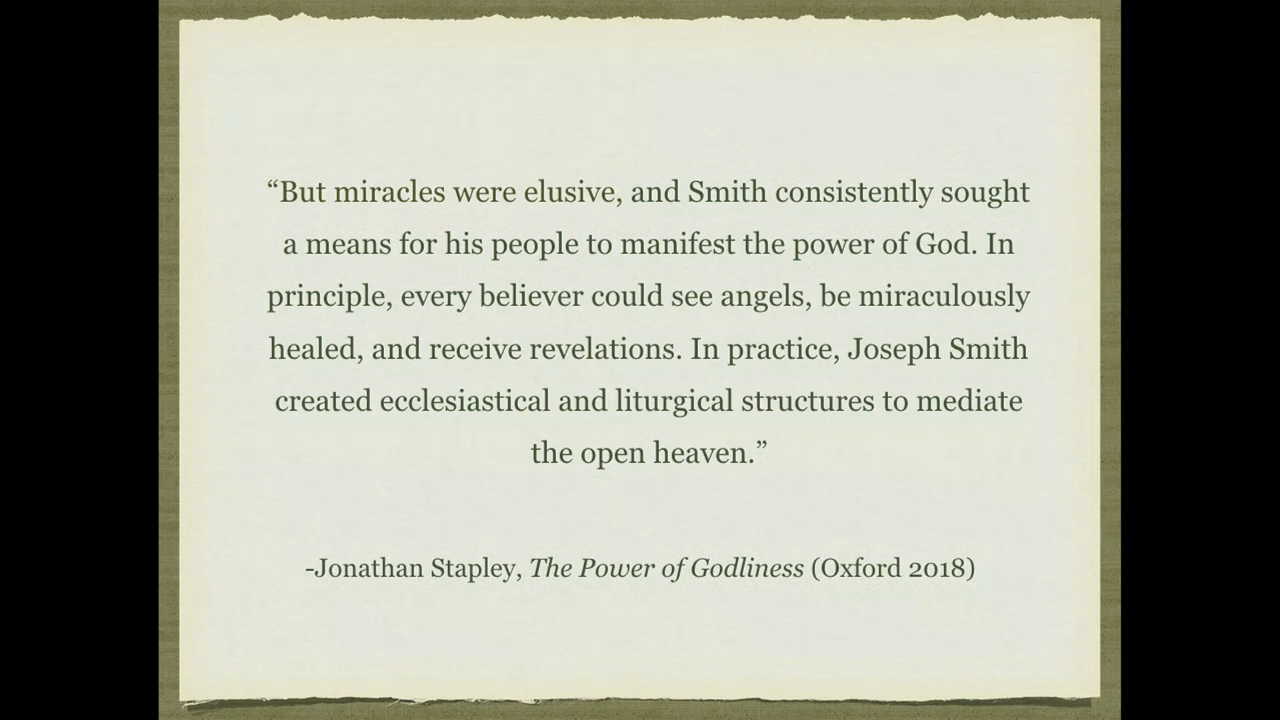 “But miracles were elusive, and Smith consistently sought
a means for his people to manifest the power of God. In
principle, every believer could see angels, be miraculously
healed, and receive revelations. In practice, Joseph Smith
created ecclesiastical and liturgical structures to mediate
the open heaven.”
-Jonathan Stapley, The Power of Godliness (Oxford 2018)